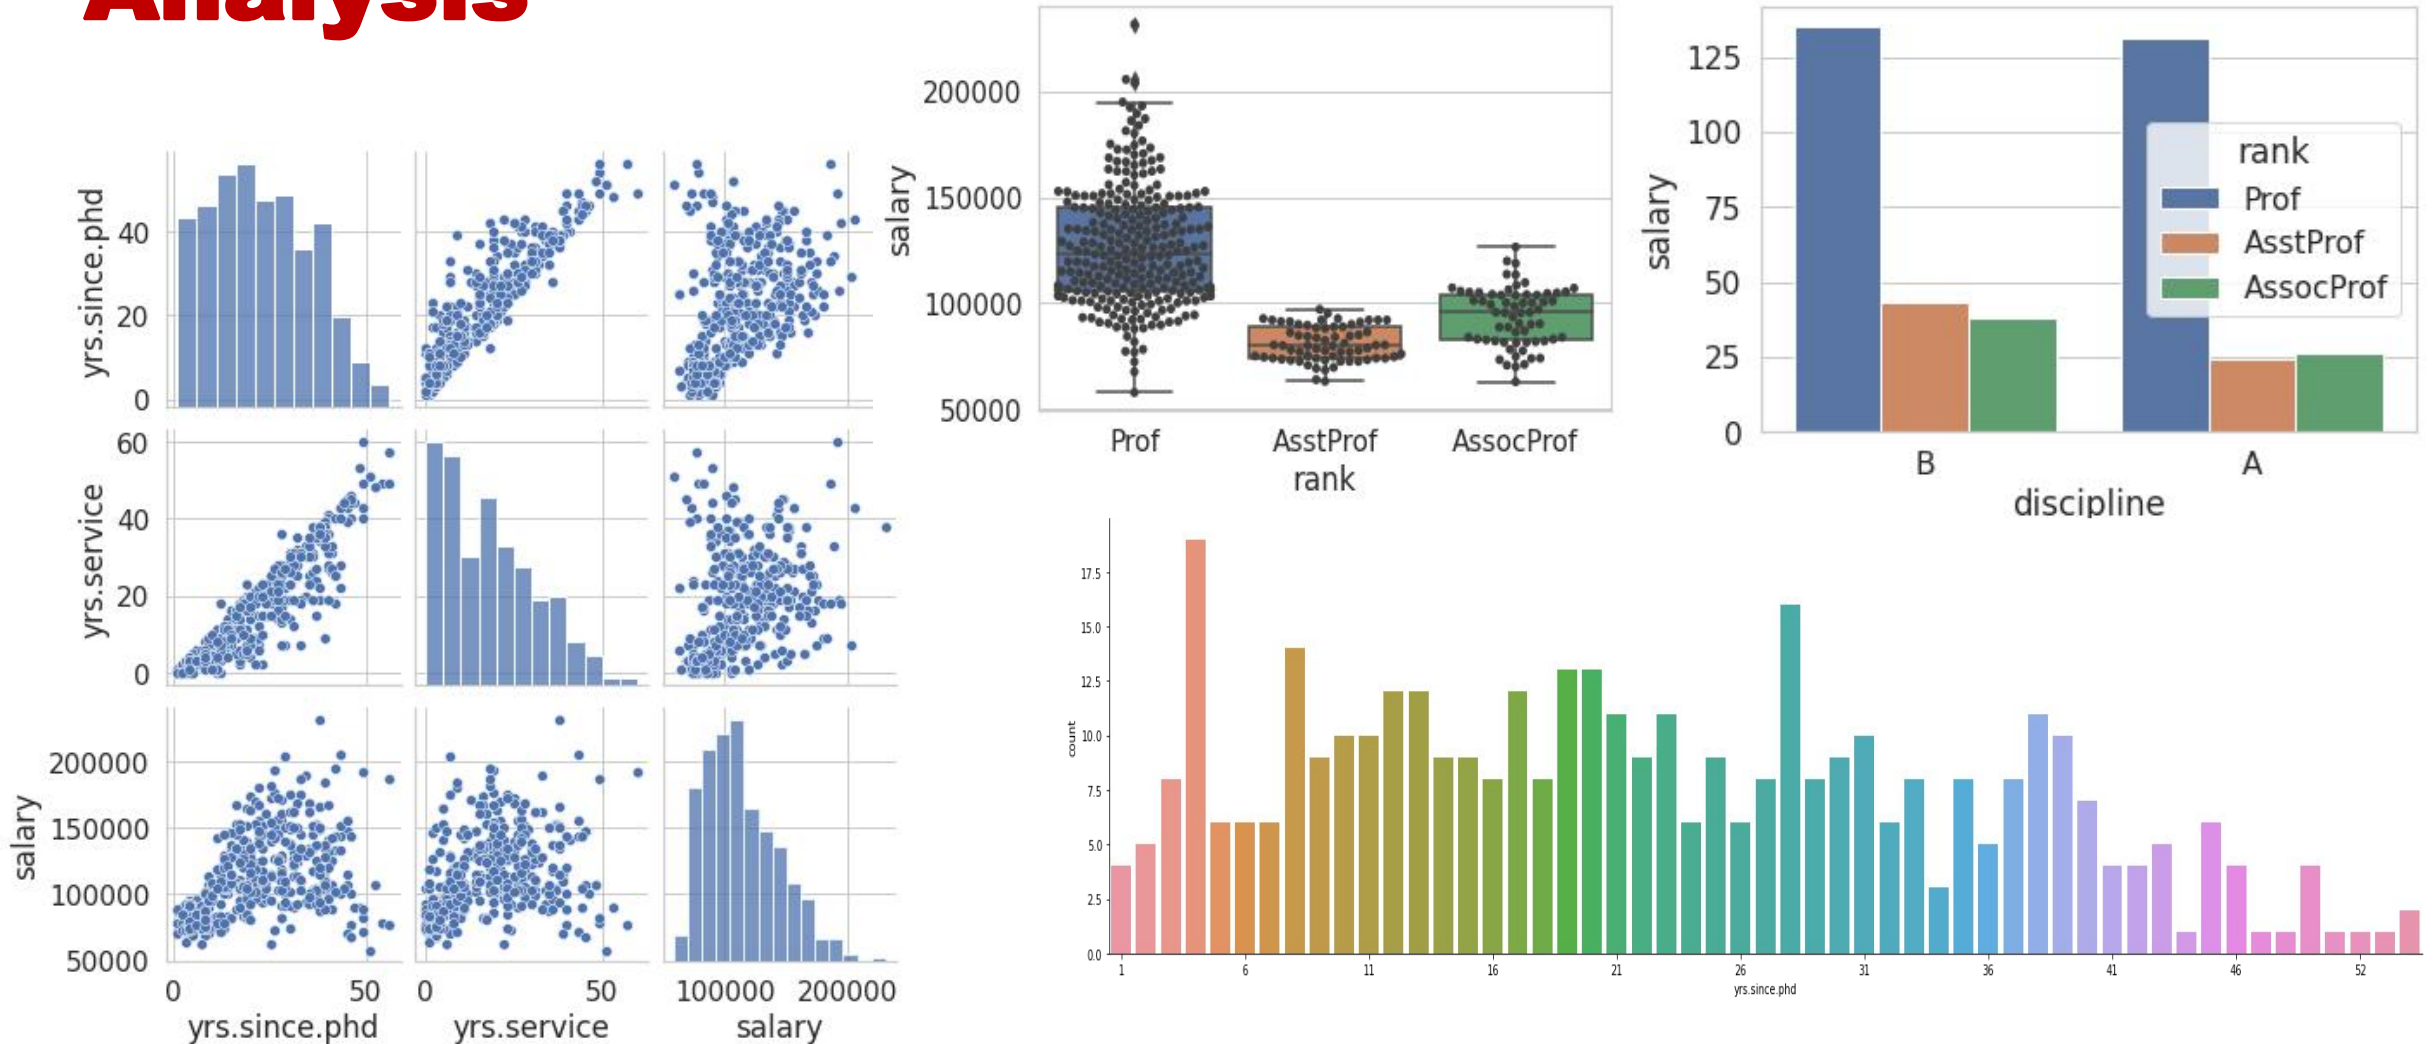 Analysis
yrs.since.phd
40
20
0
yrs.service
60
40
20
0
salary
200000
150000
100000
50000
0
50
0
50
100000
200000
yrs.since.phd
yrs.service
salary
salary
200000
150000
100000
50000
Prof
AsstProf
AssocProf
rank
salary
125
100
75
50
25
0
rank
Prof
AsstProf
AssocProf
B
A
discipline
count
17.5
15.0
12.5
10.0
7.5
5.0
2.5
0.0
1
6
11
16
21
26
31
36
41
46
52
yrs.since.phd